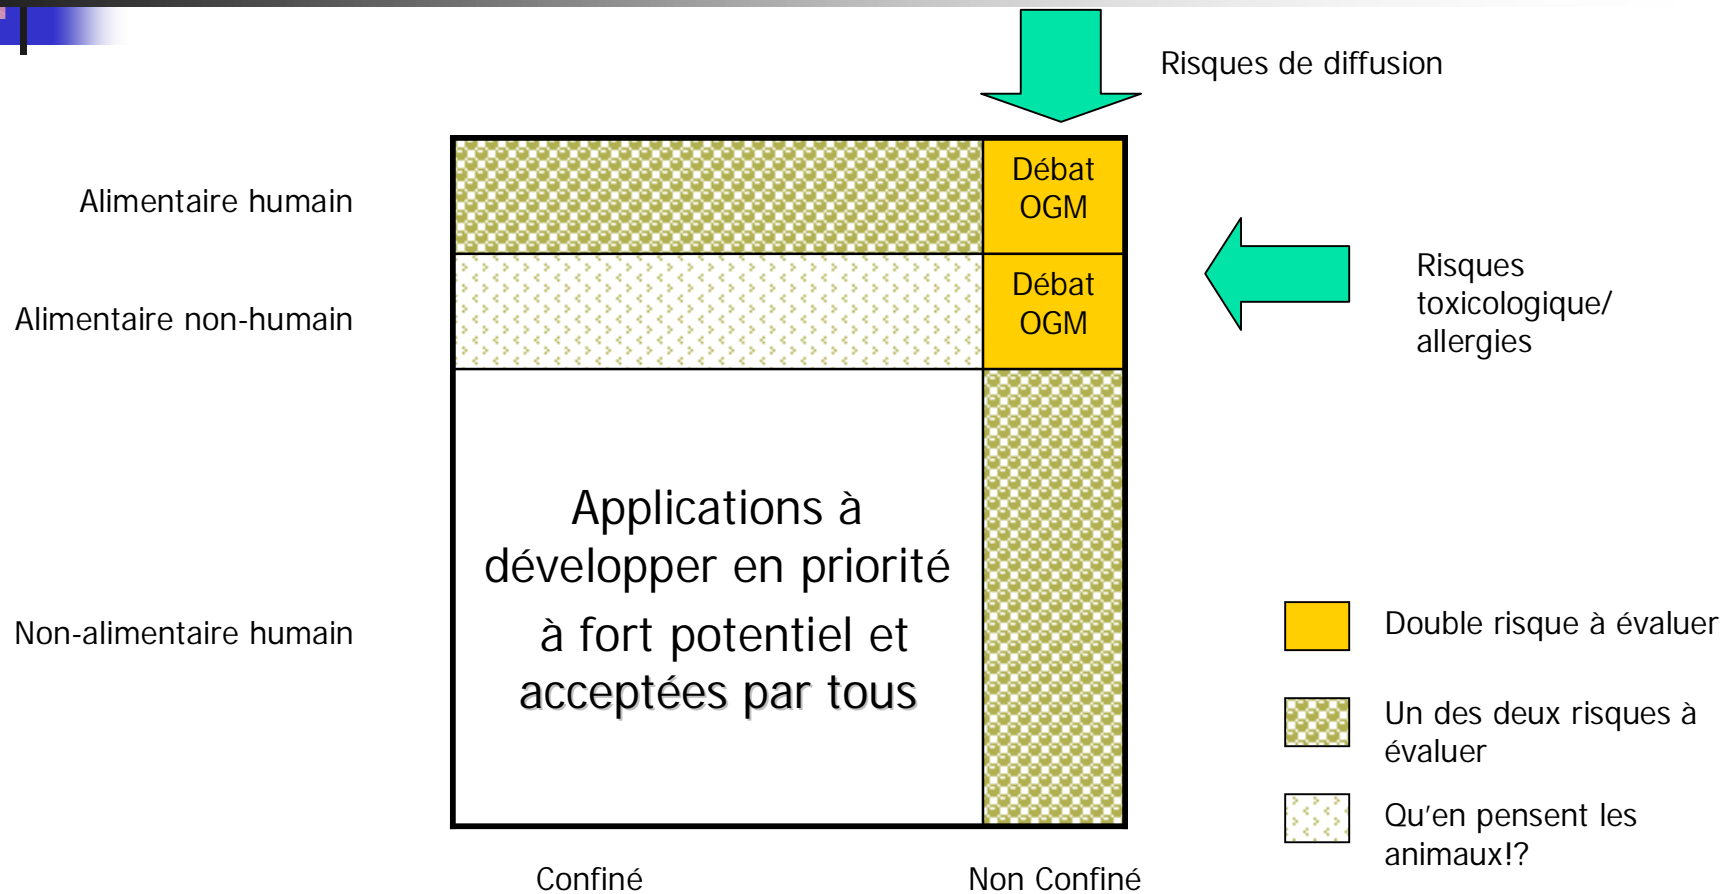 Risques de diffusion
Alimentaire humain
Débat
OGM
Alimentaire non-humain
Débat
OGM
Risques
toxicologique/
allergies
Applications à
développer en priorité
à fort potentiel et
acceptées par tous
Non-alimentaire humain
Double risque à évaluer
Un des deux risques à
évaluer
Qu’en pensent les
animaux!?
Confiné
Non Confiné